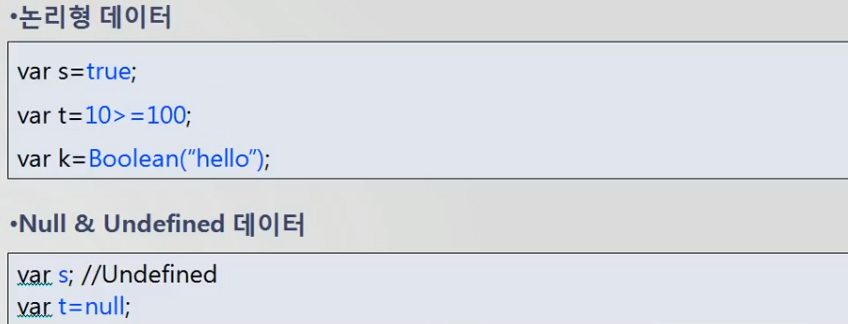 •논리형 데이터
var s=true;
var t=10>=100;
var k=Boolean(“hello”);
•Null & Undefined 데이터
var s; //Undefined
var t=null;